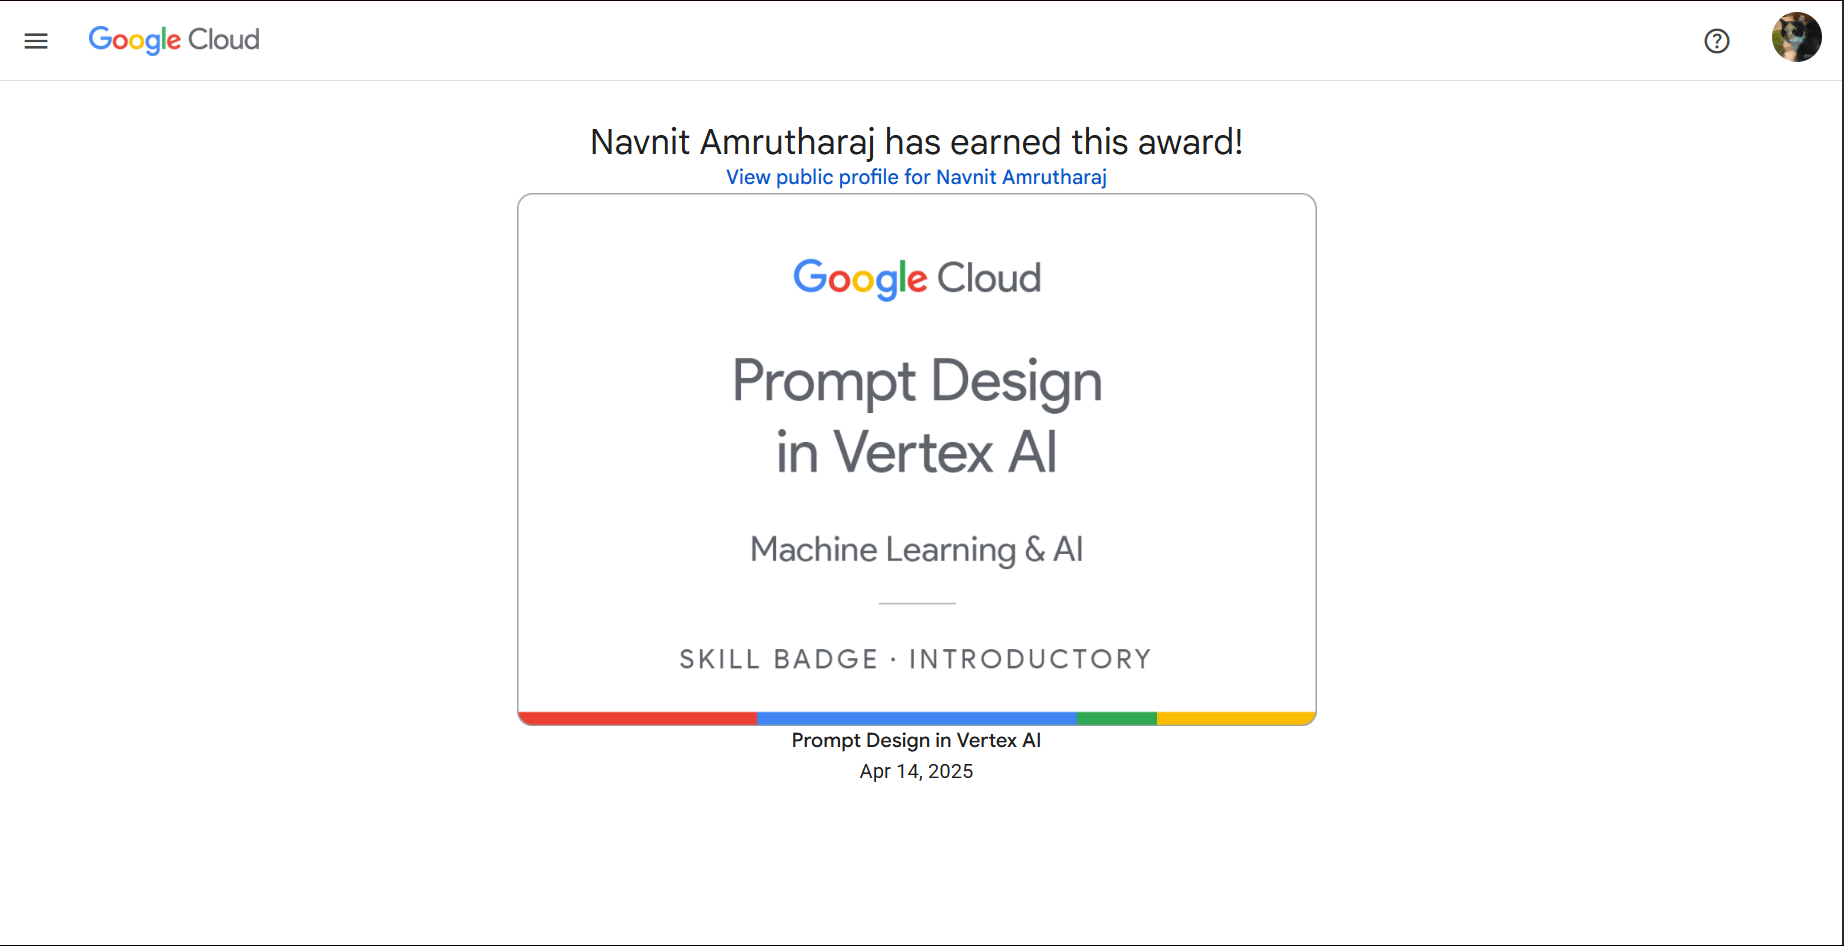 Google Cloud
Navnit Amrutharaj has earned this award!
View public profile for Navnit Amrutharaj
Google Cloud
Prompt Design
in Vertex AI
Machine Learning & AI
SKILL BADGE · INTRODUCTORY
Prompt Design in Vertex AI
Apr 14, 2025